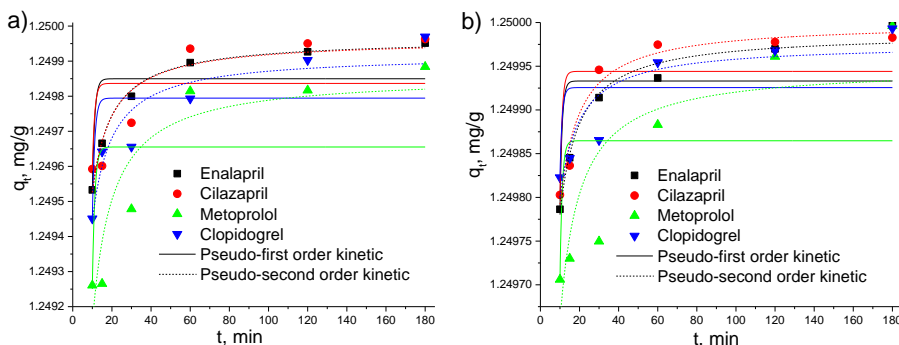 a)
1.2500
1.2499
1.2498
1.2497
1.2496
1.2495
1.2494
1.2493
1.2492
qt, mg/g
Enalapril
Cilazapril
Metoprolol
Clopidogrel
Pseudo-first order kinetic
Pseudo-second order kinetic
0 20 40 60 80 100 120 140 160 180
t, min
b)
1.25000
1.24995
1.24990
1.24985
1.24980
1.24975
1.24970
qt, mg/g
Enalapril
Cilazapril
Metoprolol
Clopidogrel
Pseudo-first order kinetic
Pseudo-second order kinetic
0 20 40 60 80 100 120 140 160 180
t, min